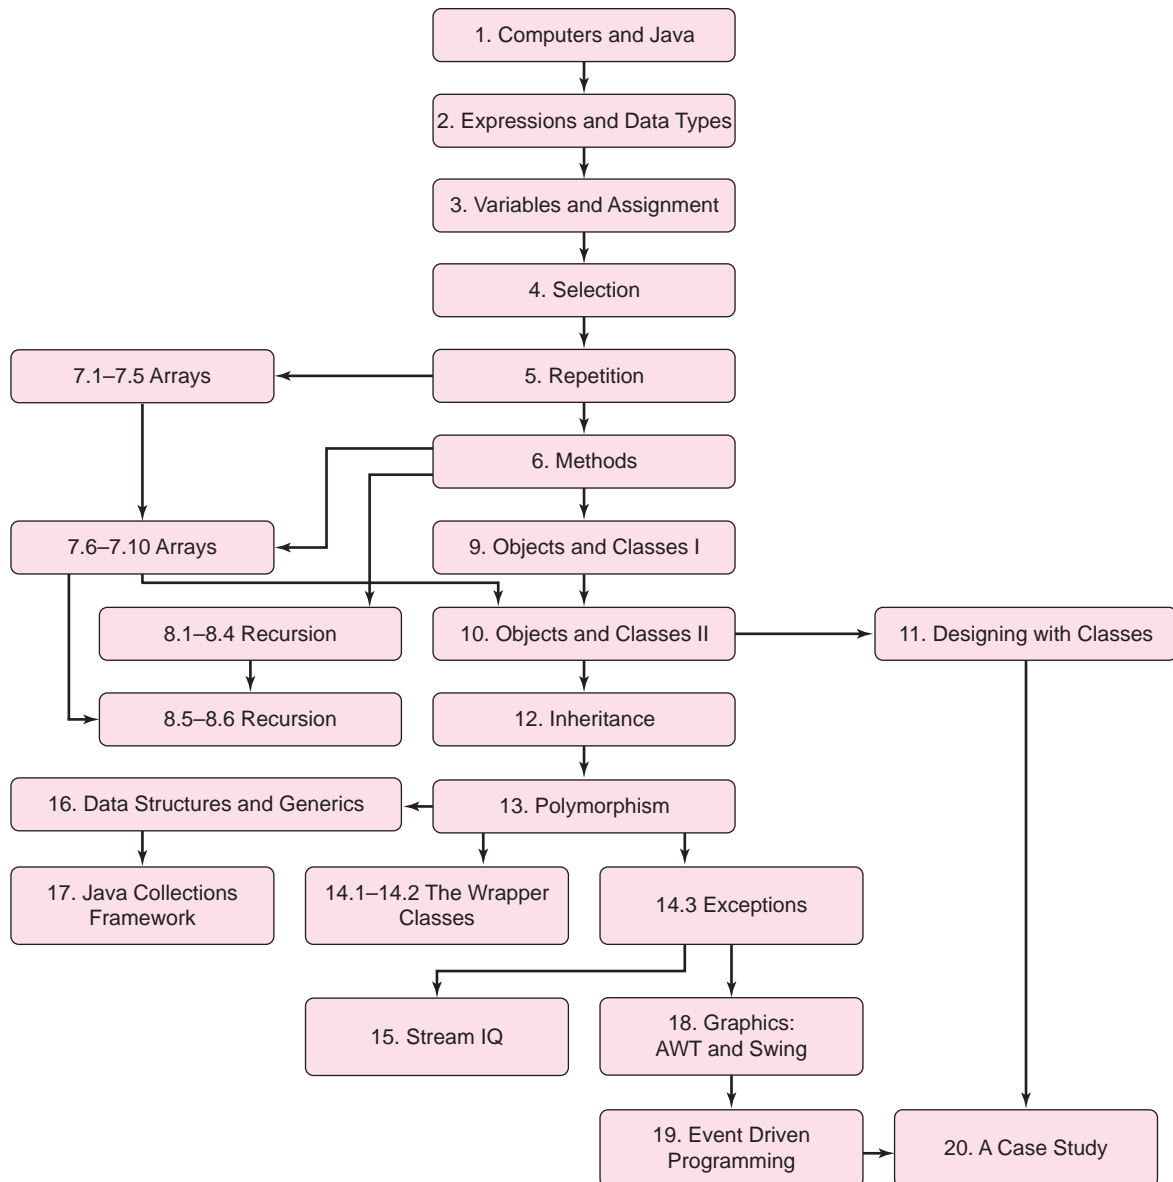 1. Computers and Java
2. Expressions and Data Types
3. Variables and Assignment
4. Selection
7.1–7.5 Arrays
5. Repetition
6. Methods
7.6–7.10 Arrays
9. Objects and Classes I
8.1–8.4 Recursion
10. Objects and Classes II
11. Designing with Classes
8.5–8.6 Recursion
12. Inheritance
16. Data Structures and Generics
13. Polymorphism
17. Java Collections
Framework
14.1–14.2 The Wrapper
Classes
14.3 Exceptions
15. Stream IQ
18. Graphics:
AWT and Swing
19. Event Driven
Programming
20. A Case Study